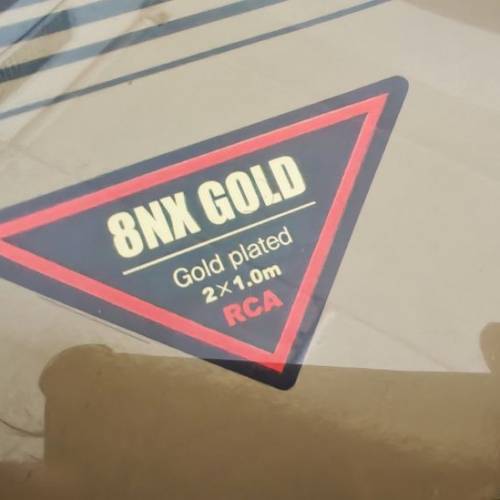 8NX GOLD
Gold plated
2×1.0m
RCA